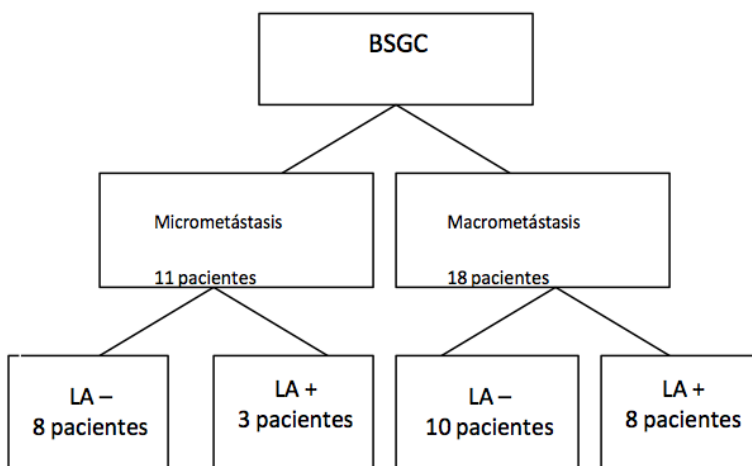 BSGC
Micrometástasis
11 pacientes
Macrometástasis
18 pacientes
LA –
8 pacientes
LA +
3 pacientes
LA –
10 pacientes
LA +
8 pacientes